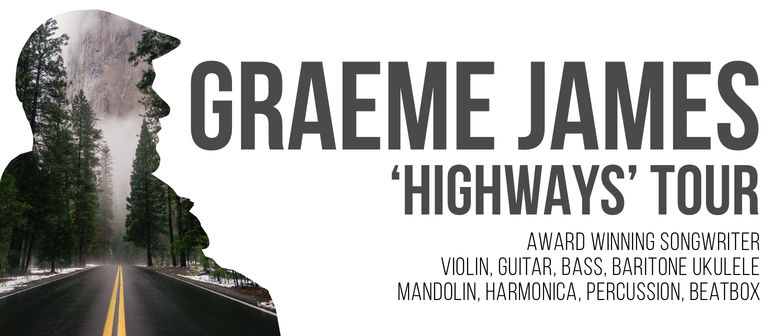 GRAEME JAMES
‘HIGHWAYS’ TOUR
AWARD WINNING SONGWRITER
VIOLIN, GUITAR, BASS, BARITONE UKULELE
MANDOLIN, HARMONICA, PERCUSSION, BEATBOX